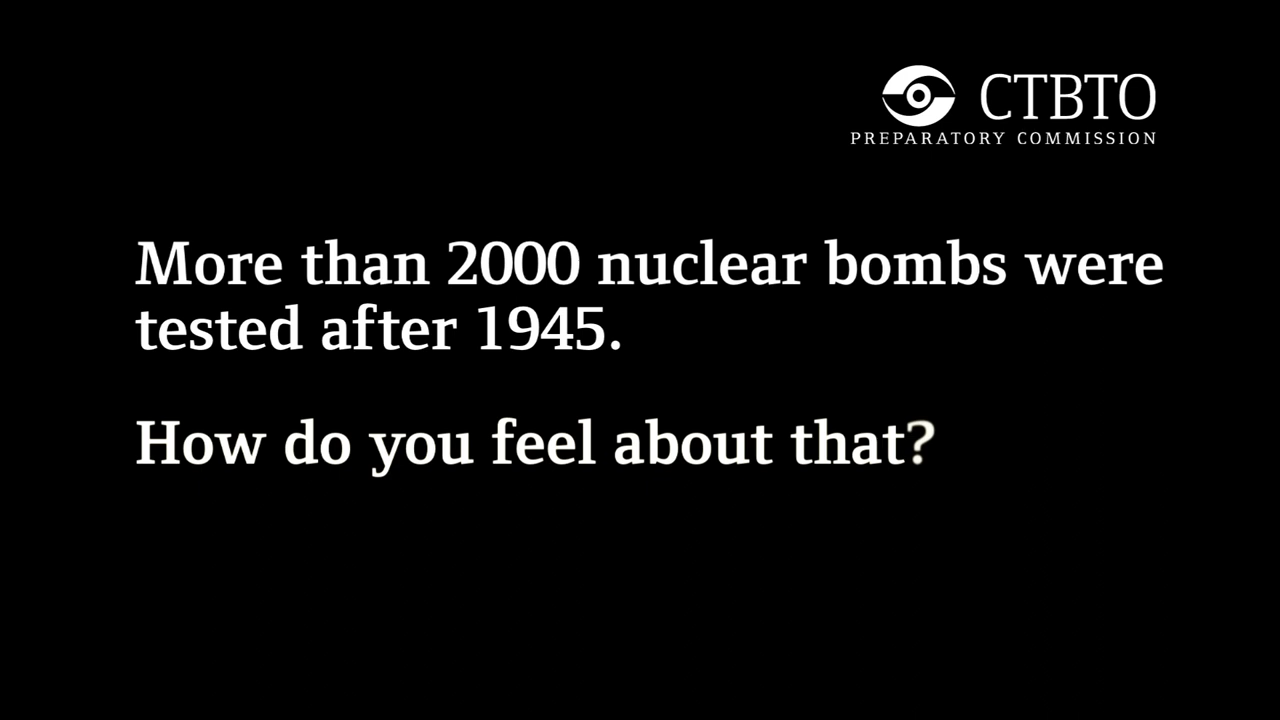 CTBTO
PREPARATORY COMMISSION
More than 2000 nuclear bombs were
tested after 1945.
How do you feel about that?